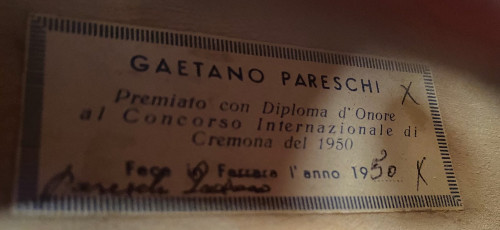 GAETANO PARESCHI X
Premiato con Diploma d'Onore
al Concorso Internazionale di
Cremona del 1950
Fece in Ferrara l'anno 1950 X
Pareschi Gaetano